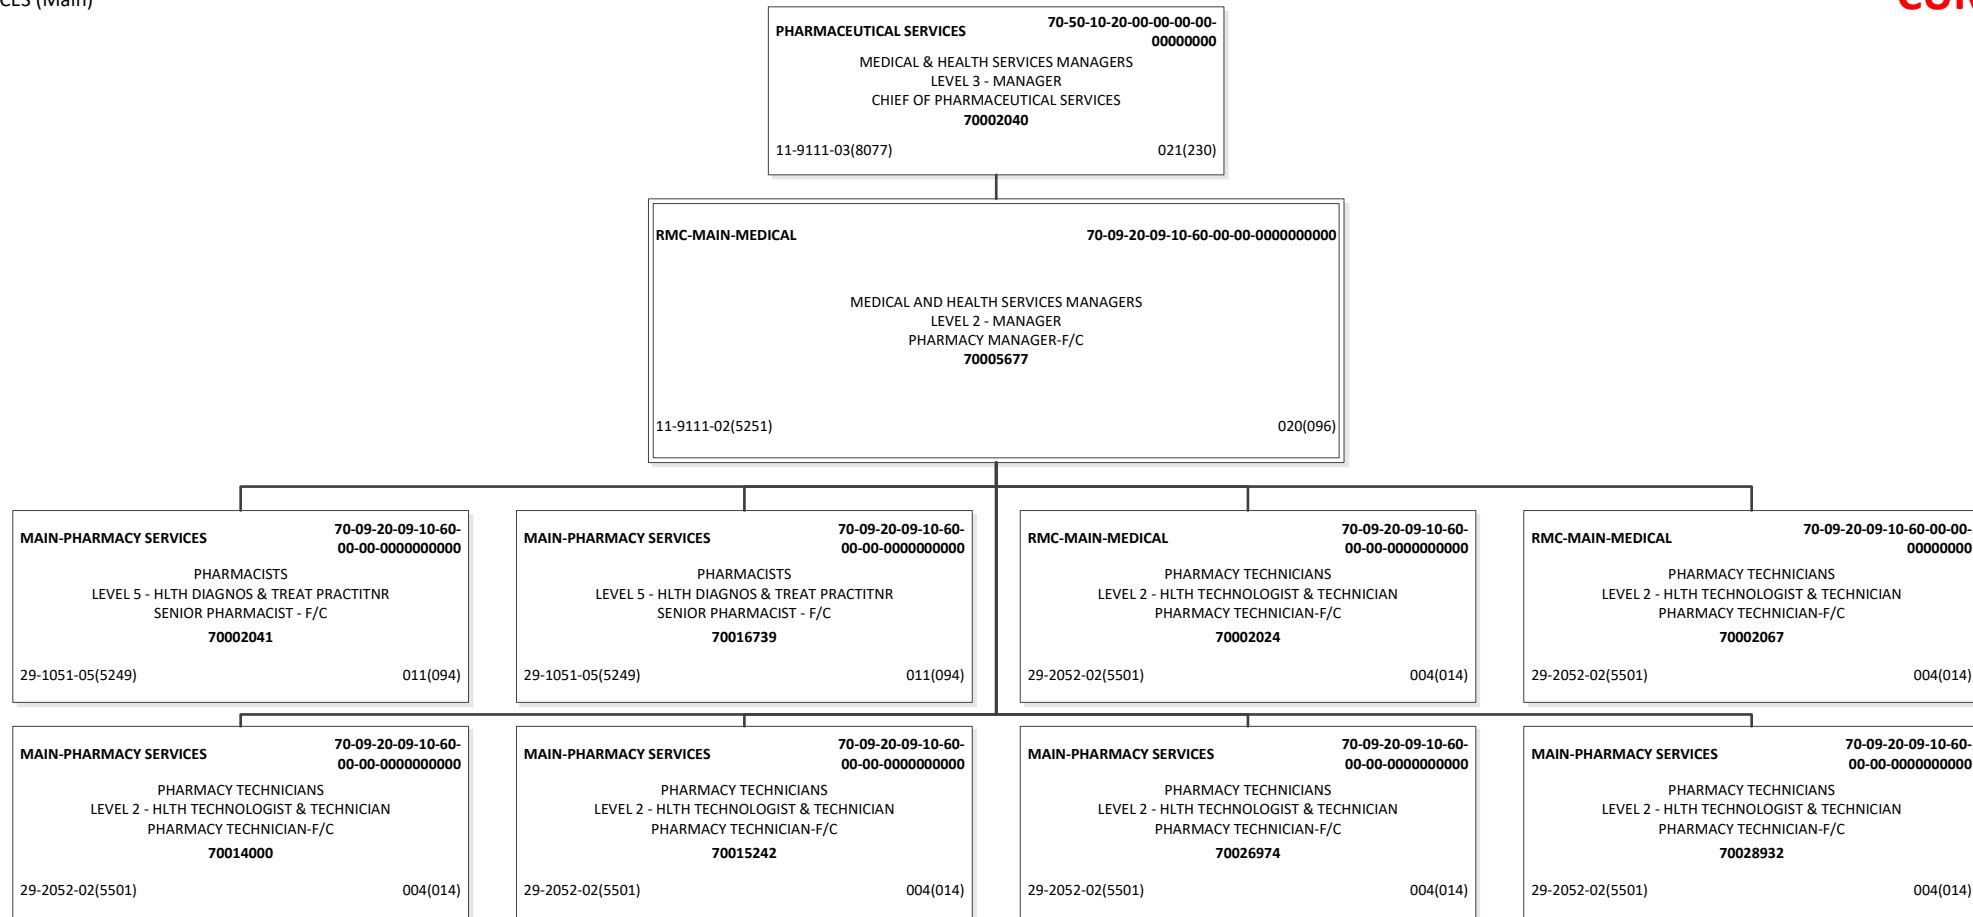 CES (Main)
PHARMACEUTICAL SERVICES
70-50-10-20-00-00-00-00-
00000000
MEDICAL & HEALTH SERVICES MANAGERS
LEVEL 3 - MANAGER
CHIEF OF PHARMACEUTICAL SERVICES
70002040
11-9111-03(8077)
021(230)
RMC-MAIN-MEDICAL
70-09-20-09-10-60-00-00-0000000000
MEDICAL AND HEALTH SERVICES MANAGERS
LEVEL 2 - MANAGER
PHARMACY MANAGER-F/C
70005677
11-9111-02(5251)
020(096)
MAIN-PHARMACY SERVICES
70-09-20-09-10-60-
00-00-0000000000
PHARMACISTS
LEVEL 5 - HLTH DIAGNOS & TREAT PRACTITNR
SENIOR PHARMACIST - F/C
70002041
29-1051-05(5249)
011(094)
MAIN-PHARMACY SERVICES
70-09-20-09-10-60-
00-00-0000000000
PHARMACISTS
LEVEL 5 - HLTH DIAGNOS & TREAT PRACTITNR
SENIOR PHARMACIST - F/C
70016739
29-1051-05(5249)
011(094)
RMC-MAIN-MEDICAL
70-09-20-09-10-60-
00-00-0000000000
PHARMACY TECHNICIANS
LEVEL 2 - HLTH TECHNOLOGIST & TECHNICIAN
PHARMACY TECHNICIAN-F/C
70002024
29-2052-02(5501)
004(014)
RMC-MAIN-MEDICAL
70-09-20-09-10-60-00-00-
00000000
PHARMACY TECHNICIANS
LEVEL 2 - HLTH TECHNOLOGIST & TECHNICIAN
PHARMACY TECHNICIAN-F/C
70002067
29-2052-02(5501)
004(014)
MAIN-PHARMACY SERVICES
70-09-20-09-10-60-
00-00-0000000000
PHARMACY TECHNICIANS
LEVEL 2 - HLTH TECHNOLOGIST & TECHNICIAN
PHARMACY TECHNICIAN-F/C
70014000
29-2052-02(5501)
004(014)
MAIN-PHARMACY SERVICES
70-09-20-09-10-60-
00-00-0000000000
PHARMACY TECHNICIANS
LEVEL 2 - HLTH TECHNOLOGIST & TECHNICIAN
PHARMACY TECHNICIAN-F/C
70015242
29-2052-02(5501)
004(014)
MAIN-PHARMACY SERVICES
70-09-20-09-10-60-
00-00-0000000000
PHARMACY TECHNICIANS
LEVEL 2 - HLTH TECHNOLOGIST & TECHNICIAN
PHARMACY TECHNICIAN-F/C
70026974
29-2052-02(5501)
004(014)
MAIN-PHARMACY SERVICES
70-09-20-09-10-60-
00-00-0000000000
PHARMACY TECHNICIANS
LEVEL 2 - HLTH TECHNOLOGIST & TECHNICIAN
PHARMACY TECHNICIAN-F/C
70028932
29-2052-02(5501)
004(014)